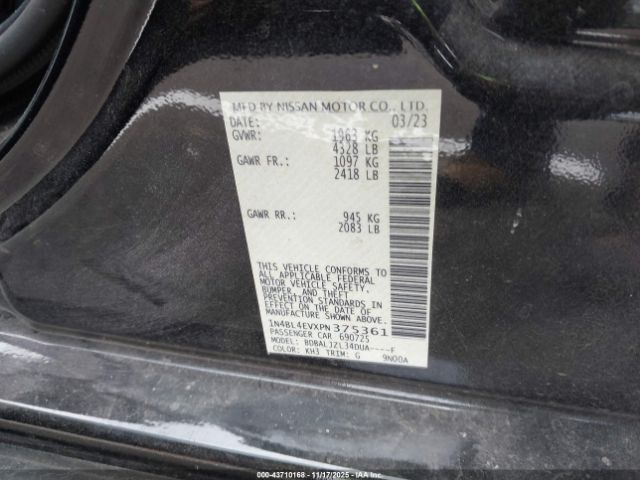 MFD BY NISSAN MOTOR CO., LTD.
DATE: 03/23
GVWR: 1963 KG
4328 LB
GAWR FR.: 1097 KG
2418 LB
GAWR RR.: 945 KG
2083 LB
THIS VEHICLE CONFORMS TO
ALL APPLICABLE FEDERAL
MOTOR VEHICLE SAFETY,
BUMPER, AND THEFT
PREVENTION STANDARDS IN
EFFECT ON THE DATE OF
MANUFACTURE SHOWN ABOVE.
1N4BL4EVXPN375361
PASSENGER CAR 690725
MODEL: BDBALJZL34DUA----F
COLOR: KH3 TRIM: G 9N00A
000-43710168 - 11/17/2025 - IAAI.COM